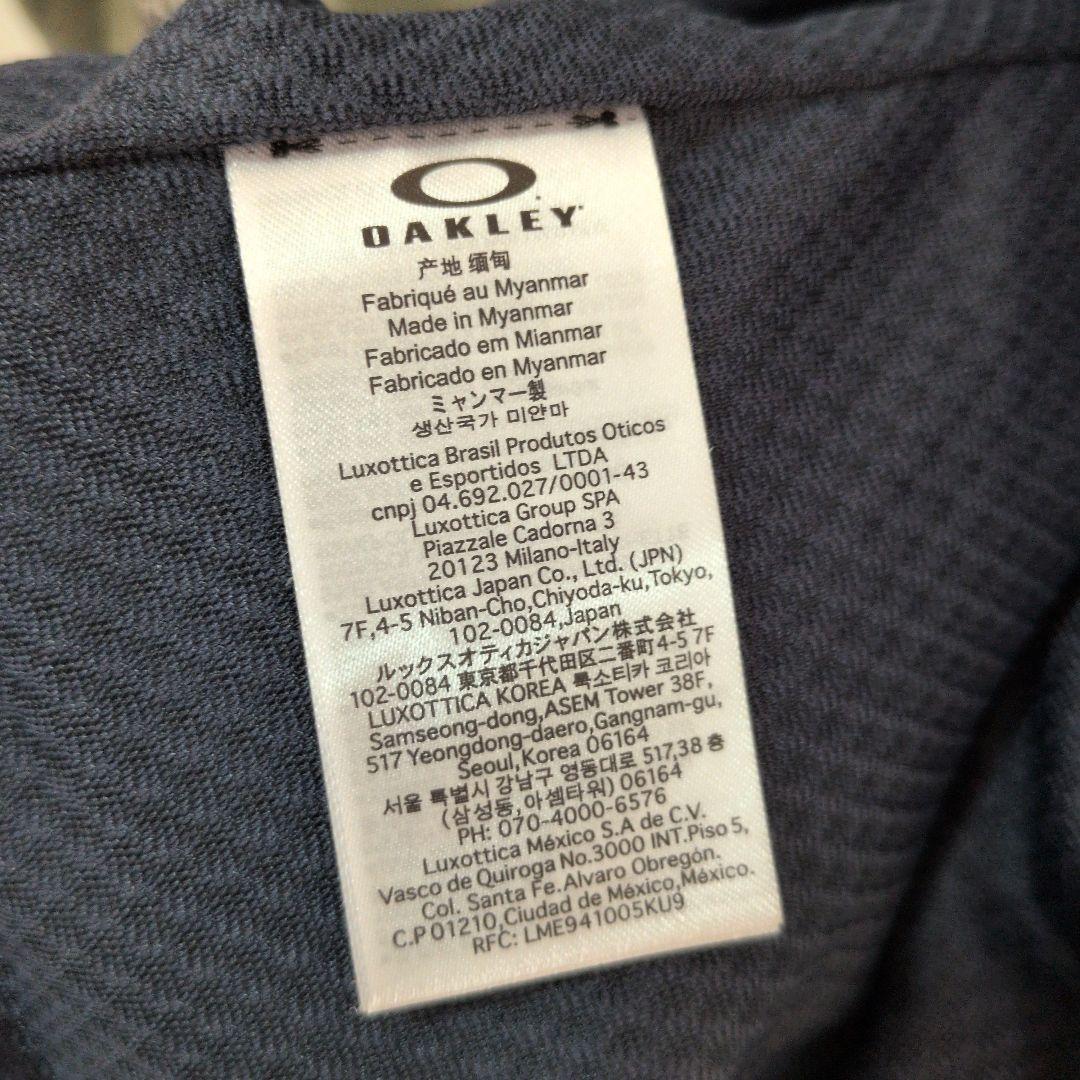 OAKLEY
产地 缅甸
Fabriqué au Myanmar
Made in Myanmar
Fabricado em Mianmar
Fabricado en Myanmar
ミャンマー製
생산국가 미얀마
Luxottica Brasil Produtos Oticos
e Esportidos LTDA
cnpj 04.692.027/0001-43
Luxottica Group SPA
Piazzale Cadorna 3
20123 Milano-Italy
Luxottica Japan Co., Ltd. (JPN)
7F,4-5 Niban-Cho,Chiyoda-ku,Tokyo,
102-0084,Japan
ルックスオティカジャパン株式会社
102-0084 東京都千代田区二番町4-5 7F
LUXOTTICA KOREA 룩소티카 코리아
Samseong-dong,ASEM Tower 38F,
517 Yeongdong-daero,Gangnam-gu,
Seoul,Korea 06164
서울 특별시 강남구 영동대로 517,38 층
(삼성동,아셈타워) 06164
PH: 070-4000-6576
Luxottica México S.A de C.V.
Vasco de Quiroga No.3000 INT.Piso 5,
Col. Santa Fe.Alvaro Obregón.
C.P 01210,Ciudad de México,México.
RFC: LME941005KU9